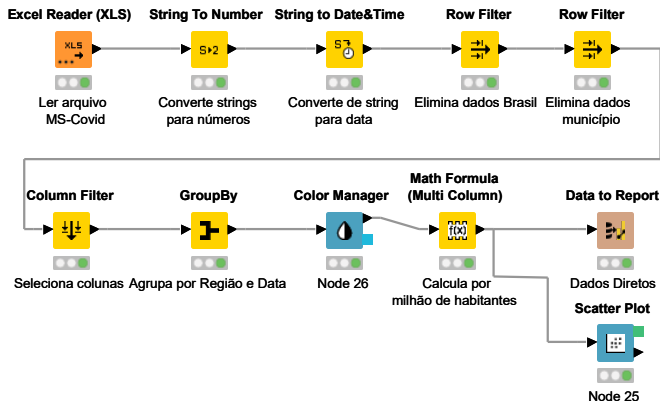 Excel Reader (XLS)
String To Number
String to Date&Time
Row Filter
Row Filter
XLS
S▸2
S
Ler arquivo
MS-Covid
Converte strings
para números
Converte de string
para data
Elimina dados Brasil
Elimina dados
município
Column Filter
GroupBy
Color Manager
Math Formula
(Multi Column)
Data to Report
f(x)
Seleciona colunas
Agrupa por Região e Data
Node 26
Calcula por
milhão de habitantes
Dados Diretos
Scatter Plot
Node 25